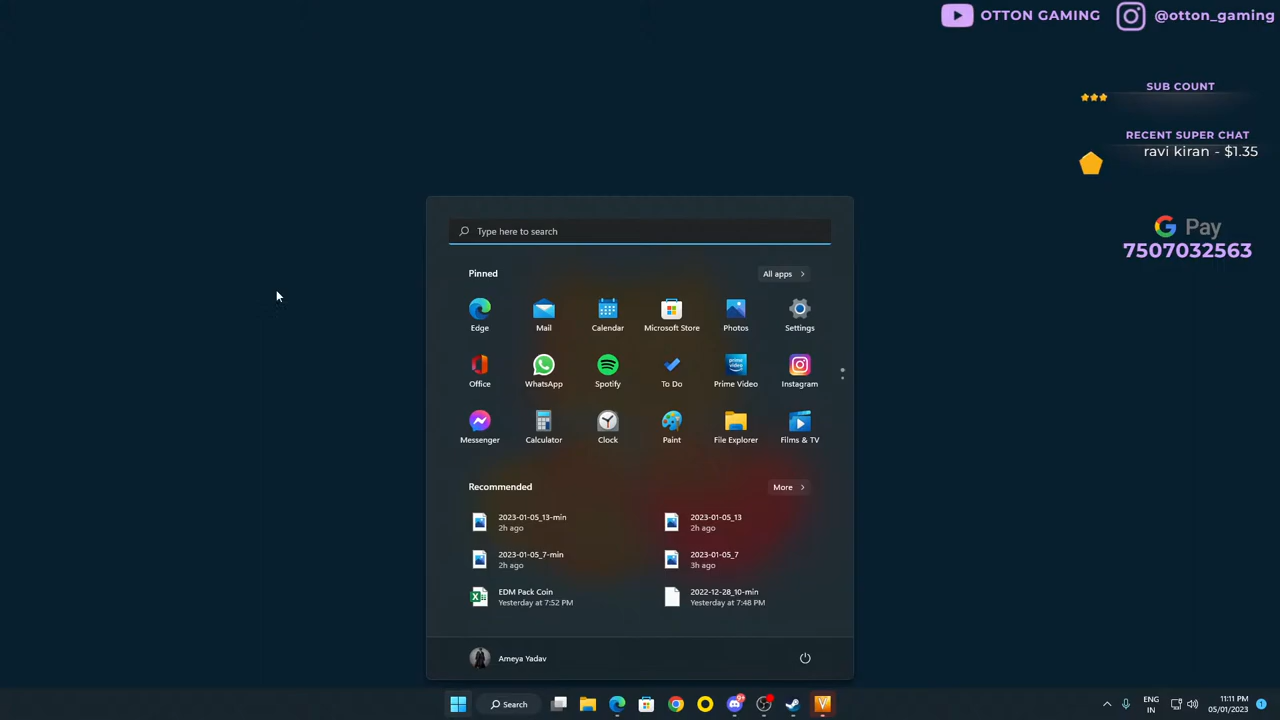 OTTON GAMING @otton_gaming
SUB COUNT
RECENT SUPER CHAT
ravi kiran - $1.35
G Pay
7507032563
Type here to search
Pinned All apps
Edge Mail Calendar Microsoft Store Photos Settings
Office WhatsApp Spotify To Do prime video Prime Video Instagram
Messenger Calculator Clock Paint File Explorer Films & TV
Recommended More
2023-01-05_13-min
2h ago
2023-01-05_13
2h ago
2023-01-05_7-min
2h ago
2023-01-05_7
3h ago
EDM Pack Coin
Yesterday at 7:52 PM
2022-12-28_10-min
Yesterday at 7:48 PM
Ameya Yadav
Search
ENG
IN
11:11 PM
05/01/2023
1